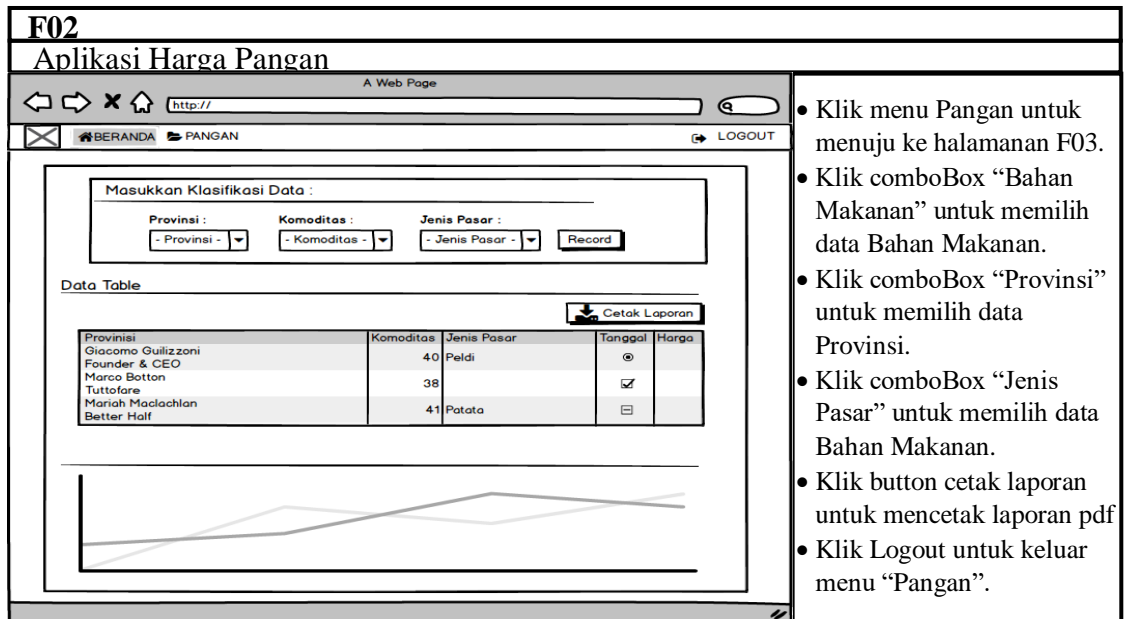 F02
Aplikasi Harga Pangan
A Web Page
http://
BERANDA PANGAN LOGOUT
Masukkan Klasifikasi Data :
Provinsi : Komoditas : Jenis Pasar :
- Provinsi - - Komoditas - - Jenis Pasar - Record
Data Table
Cetak Laporan
Provinisi Komoditas Jenis Pasar Tanggal Harga
Giacomo Guilizzoni
Founder & CEO
40 Peldi
Marco Botton
Tuttofare
38
Mariah Maclachlan
Better Half
41 Patata
• Klik menu Pangan untuk
menuju ke halamanan F03.
• Klik comboBox “Bahan
Makanan” untuk memilih
data Bahan Makanan.
• Klik comboBox “Provinsi”
untuk memilih data
Provinsi.
• Klik comboBox “Jenis
Pasar” untuk memilih data
Bahan Makanan.
• Klik button cetak laporan
untuk mencetak laporan pdf
• Klik Logout untuk keluar
menu “Pangan”.